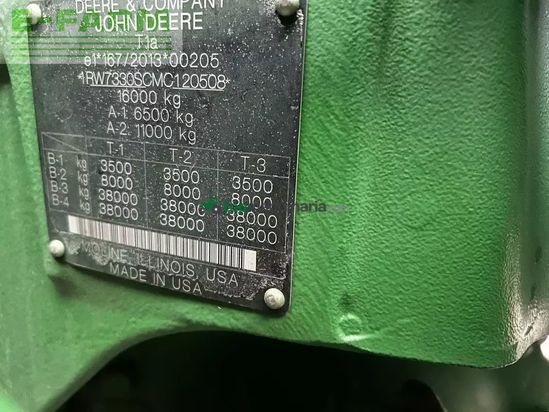 DEERE & COMPANY
JOHN DEERE
T1a
e1*167/2013*00205
*1RW7330SCMC120508*
16000 kg
A-1: 6500 kg
A-2: 11000 kg
T-1 T-2 T-3
B-1 kg 3500 3500 3500
B-2 kg 8000 8000 8000
B-3 kg 38000 38000 38000
B-4 kg 38000 38000 38000
MOLINE, ILLINOIS, USA
MADE IN USA